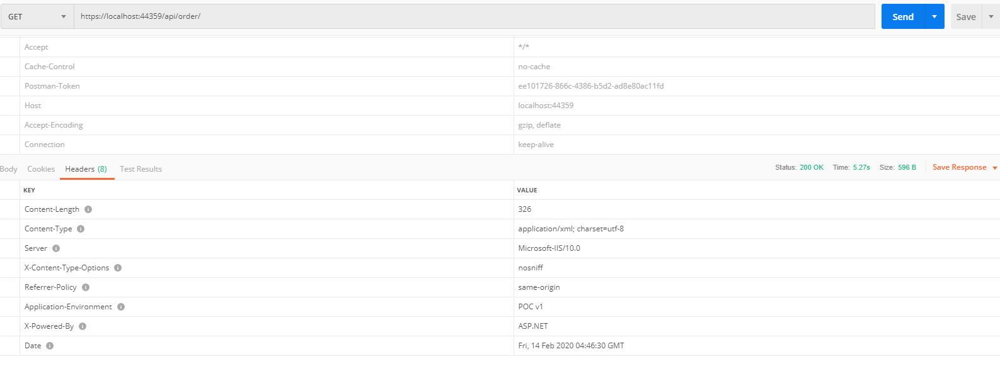 GET https://localhost:44359/api/order/ Send Save
Accept */*
Cache-Control no-cache
Postman-Token ee101726-866c-4386-b5d2-ad8e80ac11fd
Host localhost:44359
Accept-Encoding gzip, deflate
Connection keep-alive
Body Cookies Headers (8) Test Results Status: 200 OK Time: 5.27s Size: 596 B Save Response
KEY VALUE
Content-Length 326
Content-Type application/xml; charset=utf-8
Server Microsoft-IIS/10.0
X-Content-Type-Options nosniff
Referrer-Policy same-origin
Application-Environment POC v1
X-Powered-By ASP.NET
Date Fri, 14 Feb 2020 04:46:30 GMT